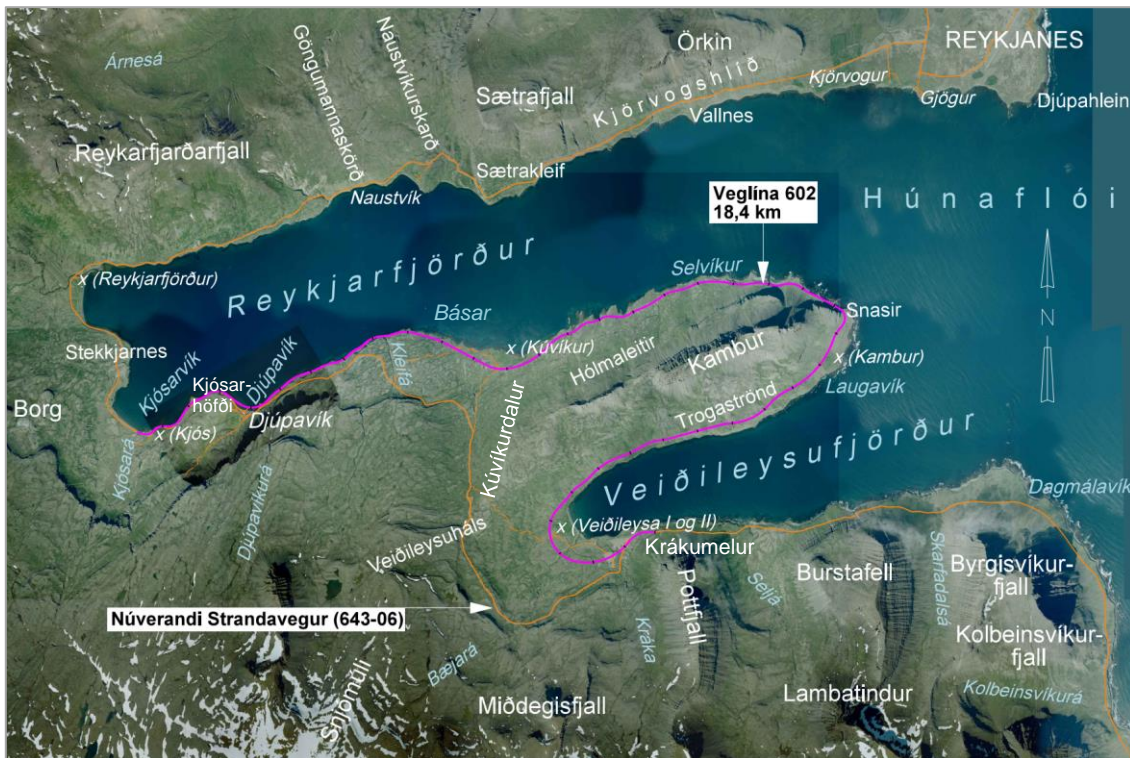 Árnesá
Göngumannaskörð
Naustvíkurskarð
Örkin
REYKJANES
Sætrafjall
Kjörvogshlíð
Kjörvogur
Gjögur
Djúpahlein
Vallnes
Reykarfjarðarfjall
Sætrakleif
Naustvík
Veglína 602
18,4 km
Húnaflói
x (Reykjarfjörður)
Reykjarfjörður
Selvíkur
Snasir
Básar
Stekkjarnes
Kjósarvík
Djúpavík
Kleifá
x (Kúvíkur)
Hólmaleitir
Kambur
x (Kambur)
Laugavík
Kjósar-
höfði
Borg
Djúpavík
Trogaströnd
x (Kjós)
Kjósará
Kúvíkurdalur
Veiðileysufjörður
N
Djúpavíkurá
Dagmálavík
Veiðileysuháls
x (Veiðileysa I og II)
Krákumelur
Burstafell
Byrgisvíkur-
fjall
Pottfjall
Seljá
Skarfadalsá
Núverandi Strandavegur (643-06)
Kráka
Kolbeinsvíkur-
fjall
Bæjará
Miðdegisfjall
Lambatindur
Kolbeinsvíkurá